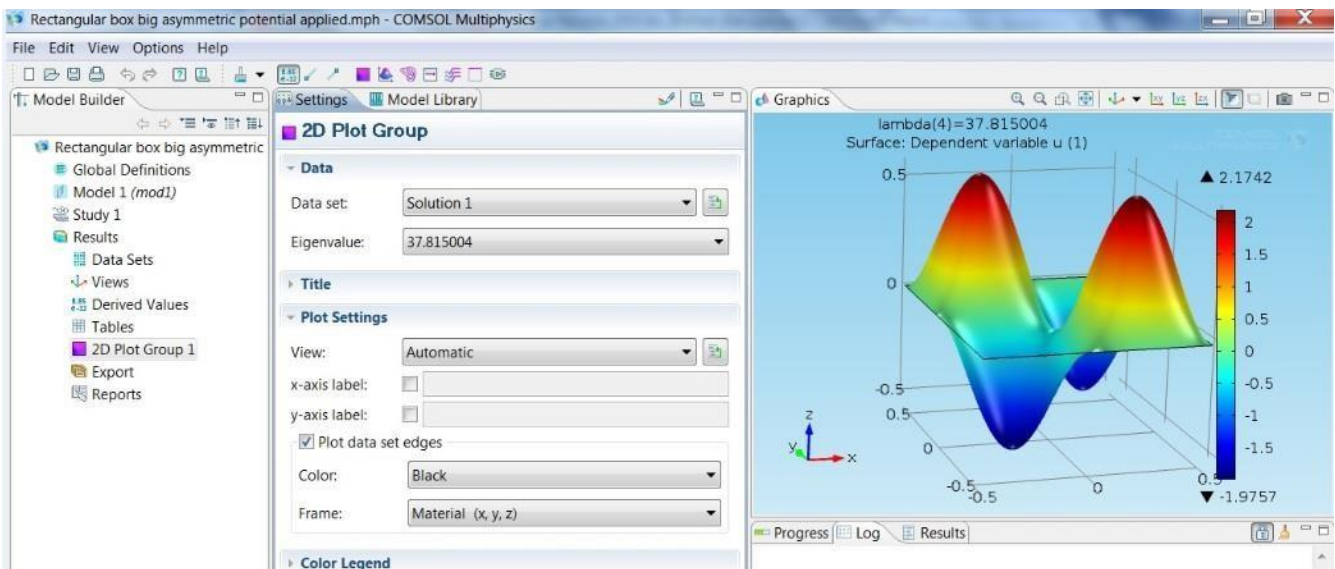 Rectangular box big asymmetric potential applied.mph - COMSOL Multiphysics
File Edit View Options Help
Model Builder
Rectangular box big asymmetric
Global Definitions
Model 1 (mod1)
Study 1
Results
Data Sets
Views
Derived Values
Tables
2D Plot Group 1
Export
Reports
Settings Model Library
2D Plot Group
Data
Data set: Solution 1
Eigenvalue: 37.815004
Title
Plot Settings
View: Automatic
x-axis label:
y-axis label:
Plot data set edges
Color: Black
Frame: Material (x, y, z)
Color Legend
Graphics
lambda(4)=37.815004
Surface: Dependent variable u (1)
0.5
0
-0.5
0.5
0
-0.5
-0.5
0
0.5
z
y
x
▲ 2.1742
2
1.5
1
0.5
0
-0.5
-1
-1.5
▼ -1.9757
Progress Log Results